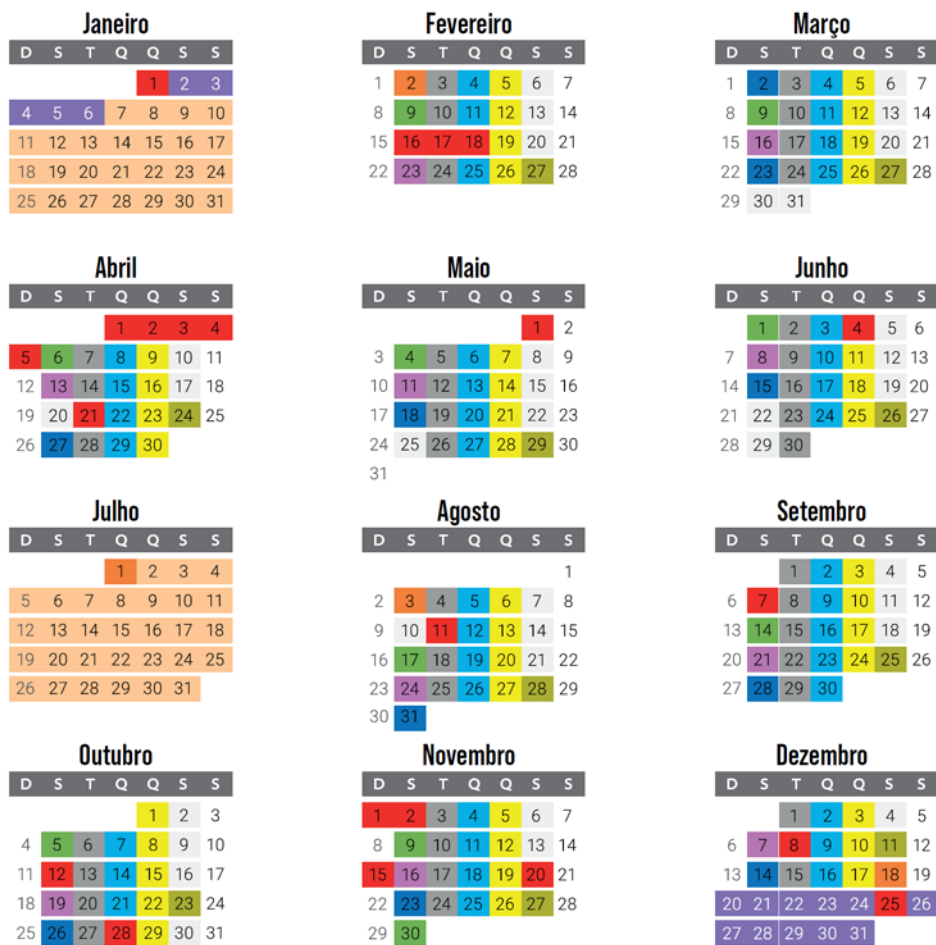 Janeiro
D S T Q Q S S
1 2 3
4 5 6 7 8 9 10
11 12 13 14 15 16 17
18 19 20 21 22 23 24
25 26 27 28 29 30 31
Fevereiro
D S T Q Q S S
1 2 3 4 5 6 7
8 9 10 11 12 13 14
15 16 17 18 19 20 21
22 23 24 25 26 27 28
Março
D S T Q Q S S
1 2 3 4 5 6 7
8 9 10 11 12 13 14
15 16 17 18 19 20 21
22 23 24 25 26 27 28
29 30 31
Abril
D S T Q Q S S
1 2 3 4
5 6 7 8 9 10 11
12 13 14 15 16 17 18
19 20 21 22 23 24 25
26 27 28 29 30
Maio
D S T Q Q S S
1 2
3 4 5 6 7 8 9
10 11 12 13 14 15 16
17 18 19 20 21 22 23
24 25 26 27 28 29 30
31
Junho
D S T Q Q S S
1 2 3 4 5 6
7 8 9 10 11 12 13
14 15 16 17 18 19 20
21 22 23 24 25 26 27
28 29 30
Julho
D S T Q Q S S
1 2 3 4
5 6 7 8 9 10 11
12 13 14 15 16 17 18
19 20 21 22 23 24 25
26 27 28 29 30 31
Agosto
D S T Q Q S S
1
2 3 4 5 6 7 8
9 10 11 12 13 14 15
16 17 18 19 20 21 22
23 24 25 26 27 28 29
30 31
Setembro
D S T Q Q S S
1 2 3 4 5
6 7 8 9 10 11 12
13 14 15 16 17 18 19
20 21 22 23 24 25 26
27 28 29 30
Outubro
D S T Q Q S S
1 2 3
4 5 6 7 8 9 10
11 12 13 14 15 16 17
18 19 20 21 22 23 24
25 26 27 28 29 30 31
Novembro
D S T Q Q S S
1 2 3 4 5 6 7
8 9 10 11 12 13 14
15 16 17 18 19 20 21
22 23 24 25 26 27 28
29 30
Dezembro
D S T Q Q S S
1 2 3 4 5
6 7 8 9 10 11 12
13 14 15 16 17 18 19
20 21 22 23 24 25 26
27 28 29 30 31